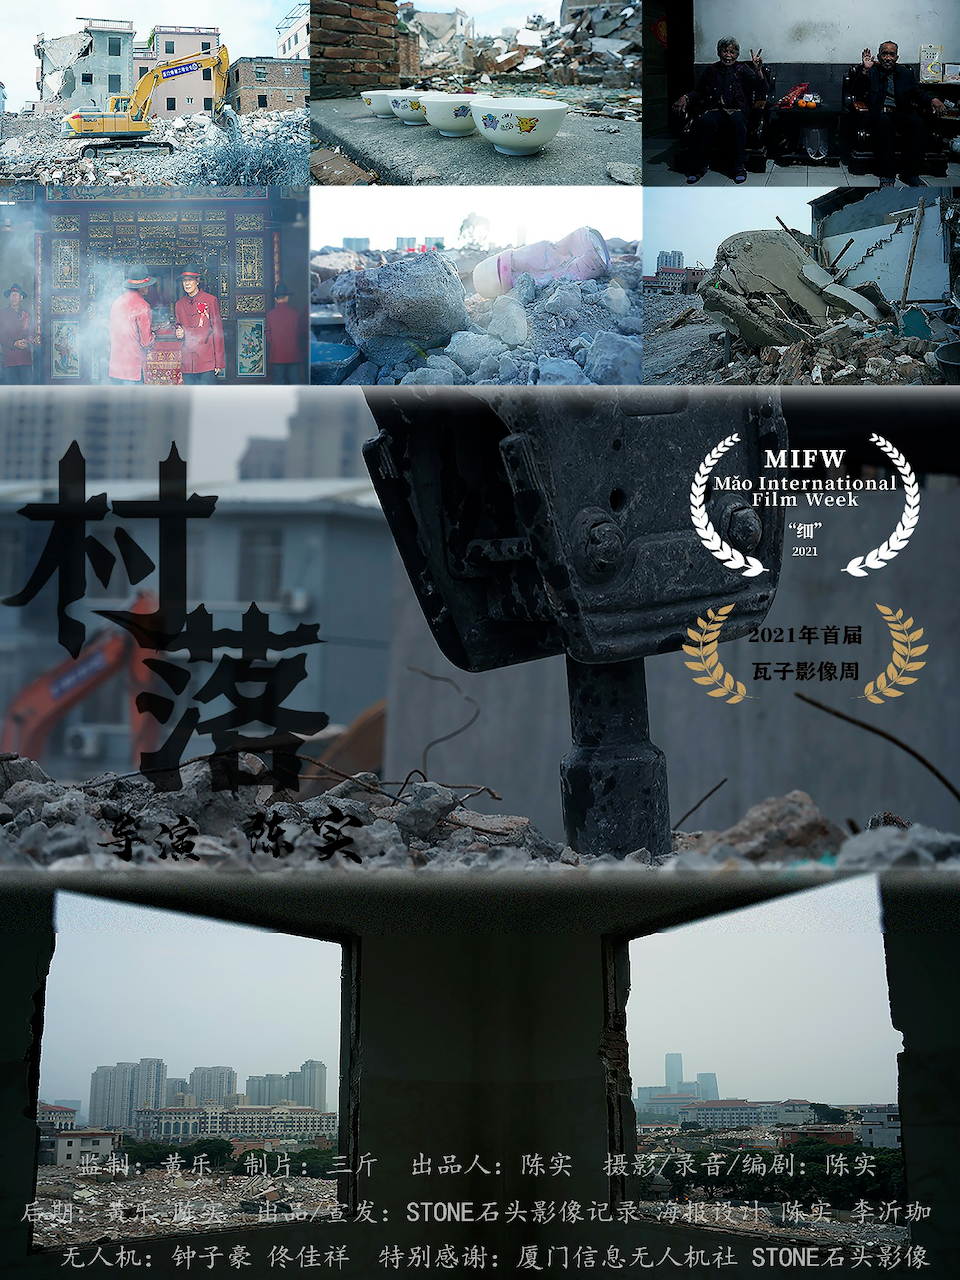 村落
导演 陈实
MIFW
Mǎo International
Film Week
“细”
2021
2021年首届
瓦子影像周
监制：黄乐 制片：三斤 出品人：陈实 摄影/录音/编剧：陈实
后期：黄乐 陈实 出品/宣发：STONE石头影像记录 海报设计 陈实 李沂珈
无人机：钟子豪 佟佳祥 特别感谢：厦门信息无人机社 STONE石头影像